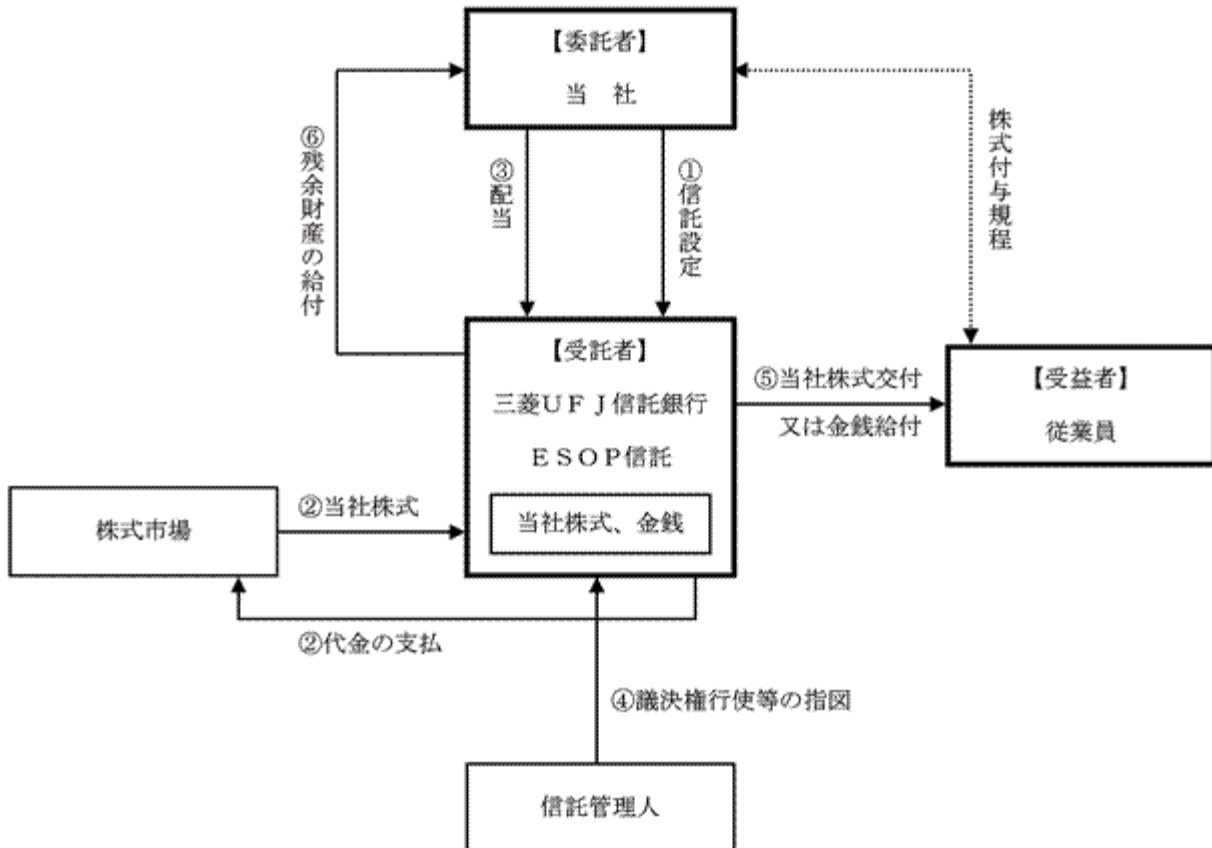 【委託者】
当　社
⑥残余財産の給付
③配当
①信託設定
株式付与規程
【受託者】
三菱ＵＦＪ信託銀行
ＥＳＯＰ信託
当社株式、金銭
⑤当社株式交付
又は金銭給付
【受益者】
従業員
株式市場
②当社株式
②代金の支払
④議決権行使等の指図
信託管理人